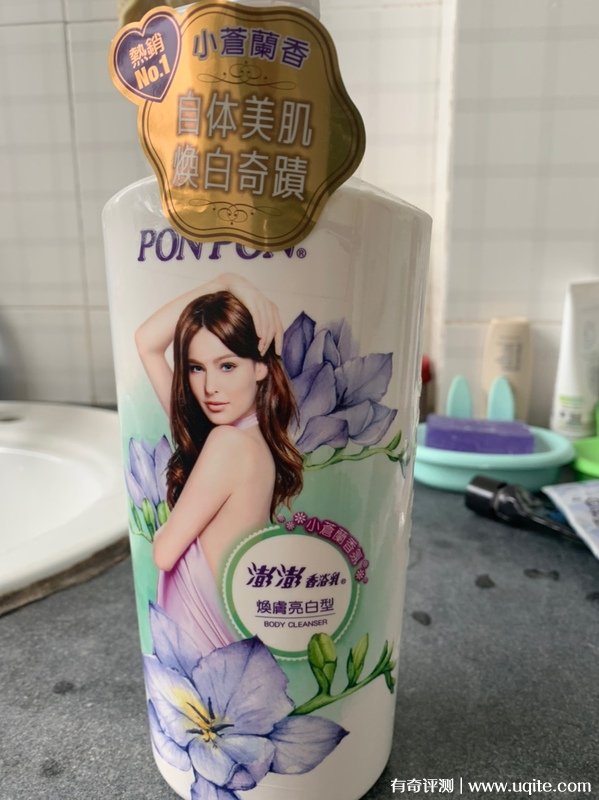 熱銷
No.1
小蒼蘭香
自体美肌
煥白奇蹟
PON PON®
小蒼蘭香氛
澎澎 香浴乳®
煥膚亮白型
BODY CLEANSER
有奇评测 | www.uqite.com